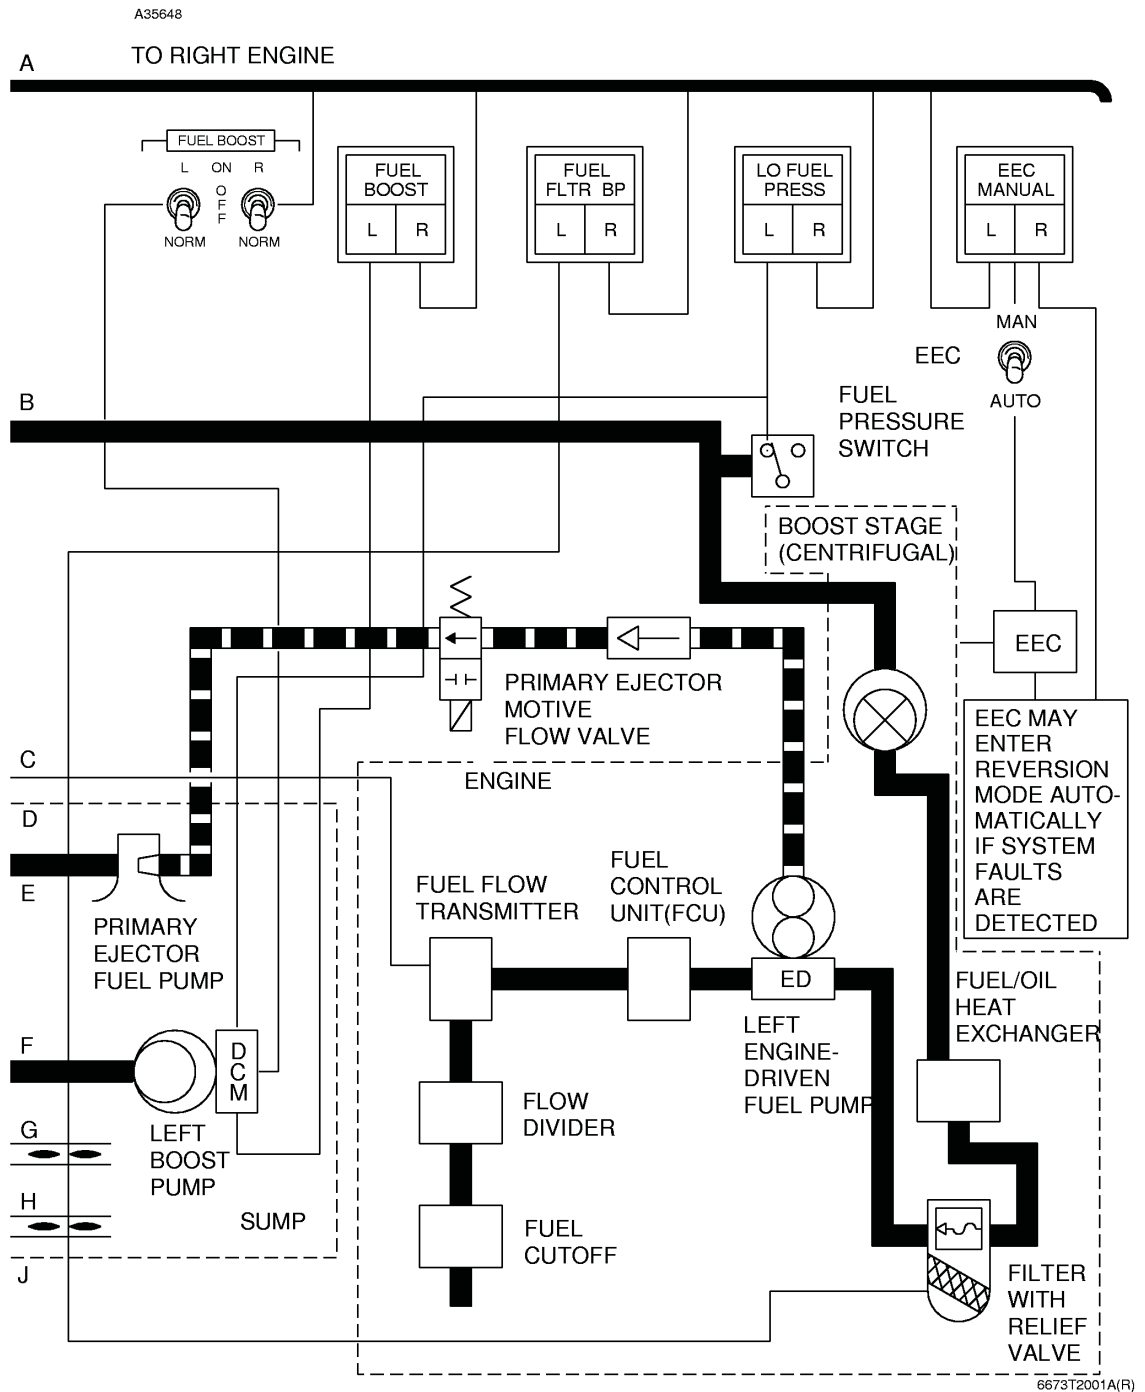 A35648
TO RIGHT ENGINE
A
FUEL BOOST
L ON R
O
F
F
NORM NORM
FUEL
BOOST
L R
FUEL
FLTR BP
L R
LO FUEL
PRESS
L R
EEC
MANUAL
L R
MAN
EEC
AUTO
FUEL
PRESSURE
SWITCH
B
BOOST STAGE
(CENTRIFUGAL)
EEC
PRIMARY EJECTOR
MOTIVE
FLOW VALVE
EEC MAY
ENTER
REVERSION
MODE AUTO-
MATICALLY
IF SYSTEM
FAULTS
ARE
DETECTED
C
ENGINE
D
E
PRIMARY
EJECTOR
FUEL PUMP
FUEL FLOW
TRANSMITTER
FUEL
CONTROL
UNIT(FCU)
ED
LEFT
ENGINE-
DRIVEN
FUEL PUMP
FUEL/OIL
HEAT
EXCHANGER
F
D
C
M
LEFT
BOOST
PUMP
G
H
SUMP
J
FLOW
DIVIDER
FUEL
CUTOFF
FILTER
WITH
RELIEF
VALVE
6673T2001A(R)